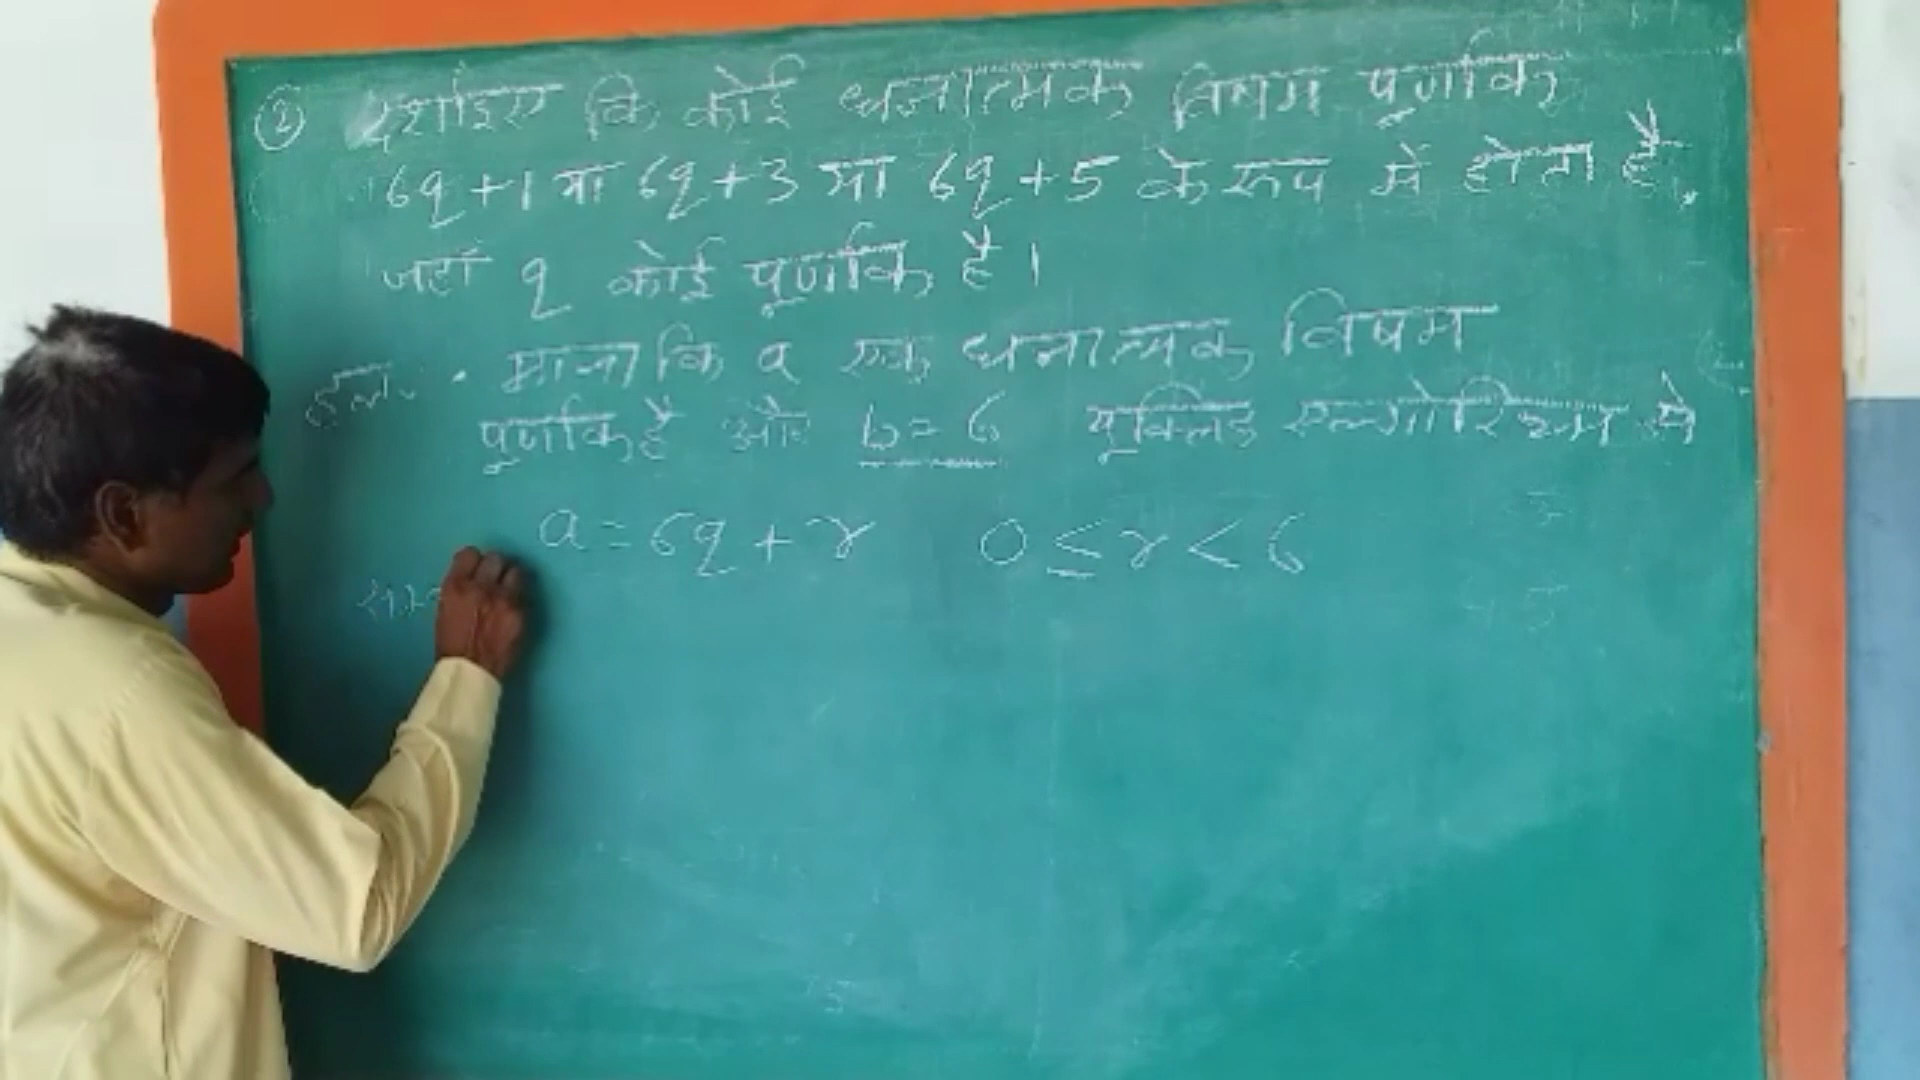 ② दर्शाइए कि कोई धनात्मक विषम पूर्णांक
6q+1 या 6q+3 या 6q+5 के रूप में होता है,
जहाँ q कोई पूर्णांक है।
हल. • माना कि a एक धनात्मक विषम
पूर्णांक है और b=6 यूक्लिड एल्गोरिथ्म से
a = 6q + r 0 ≤ r < 6